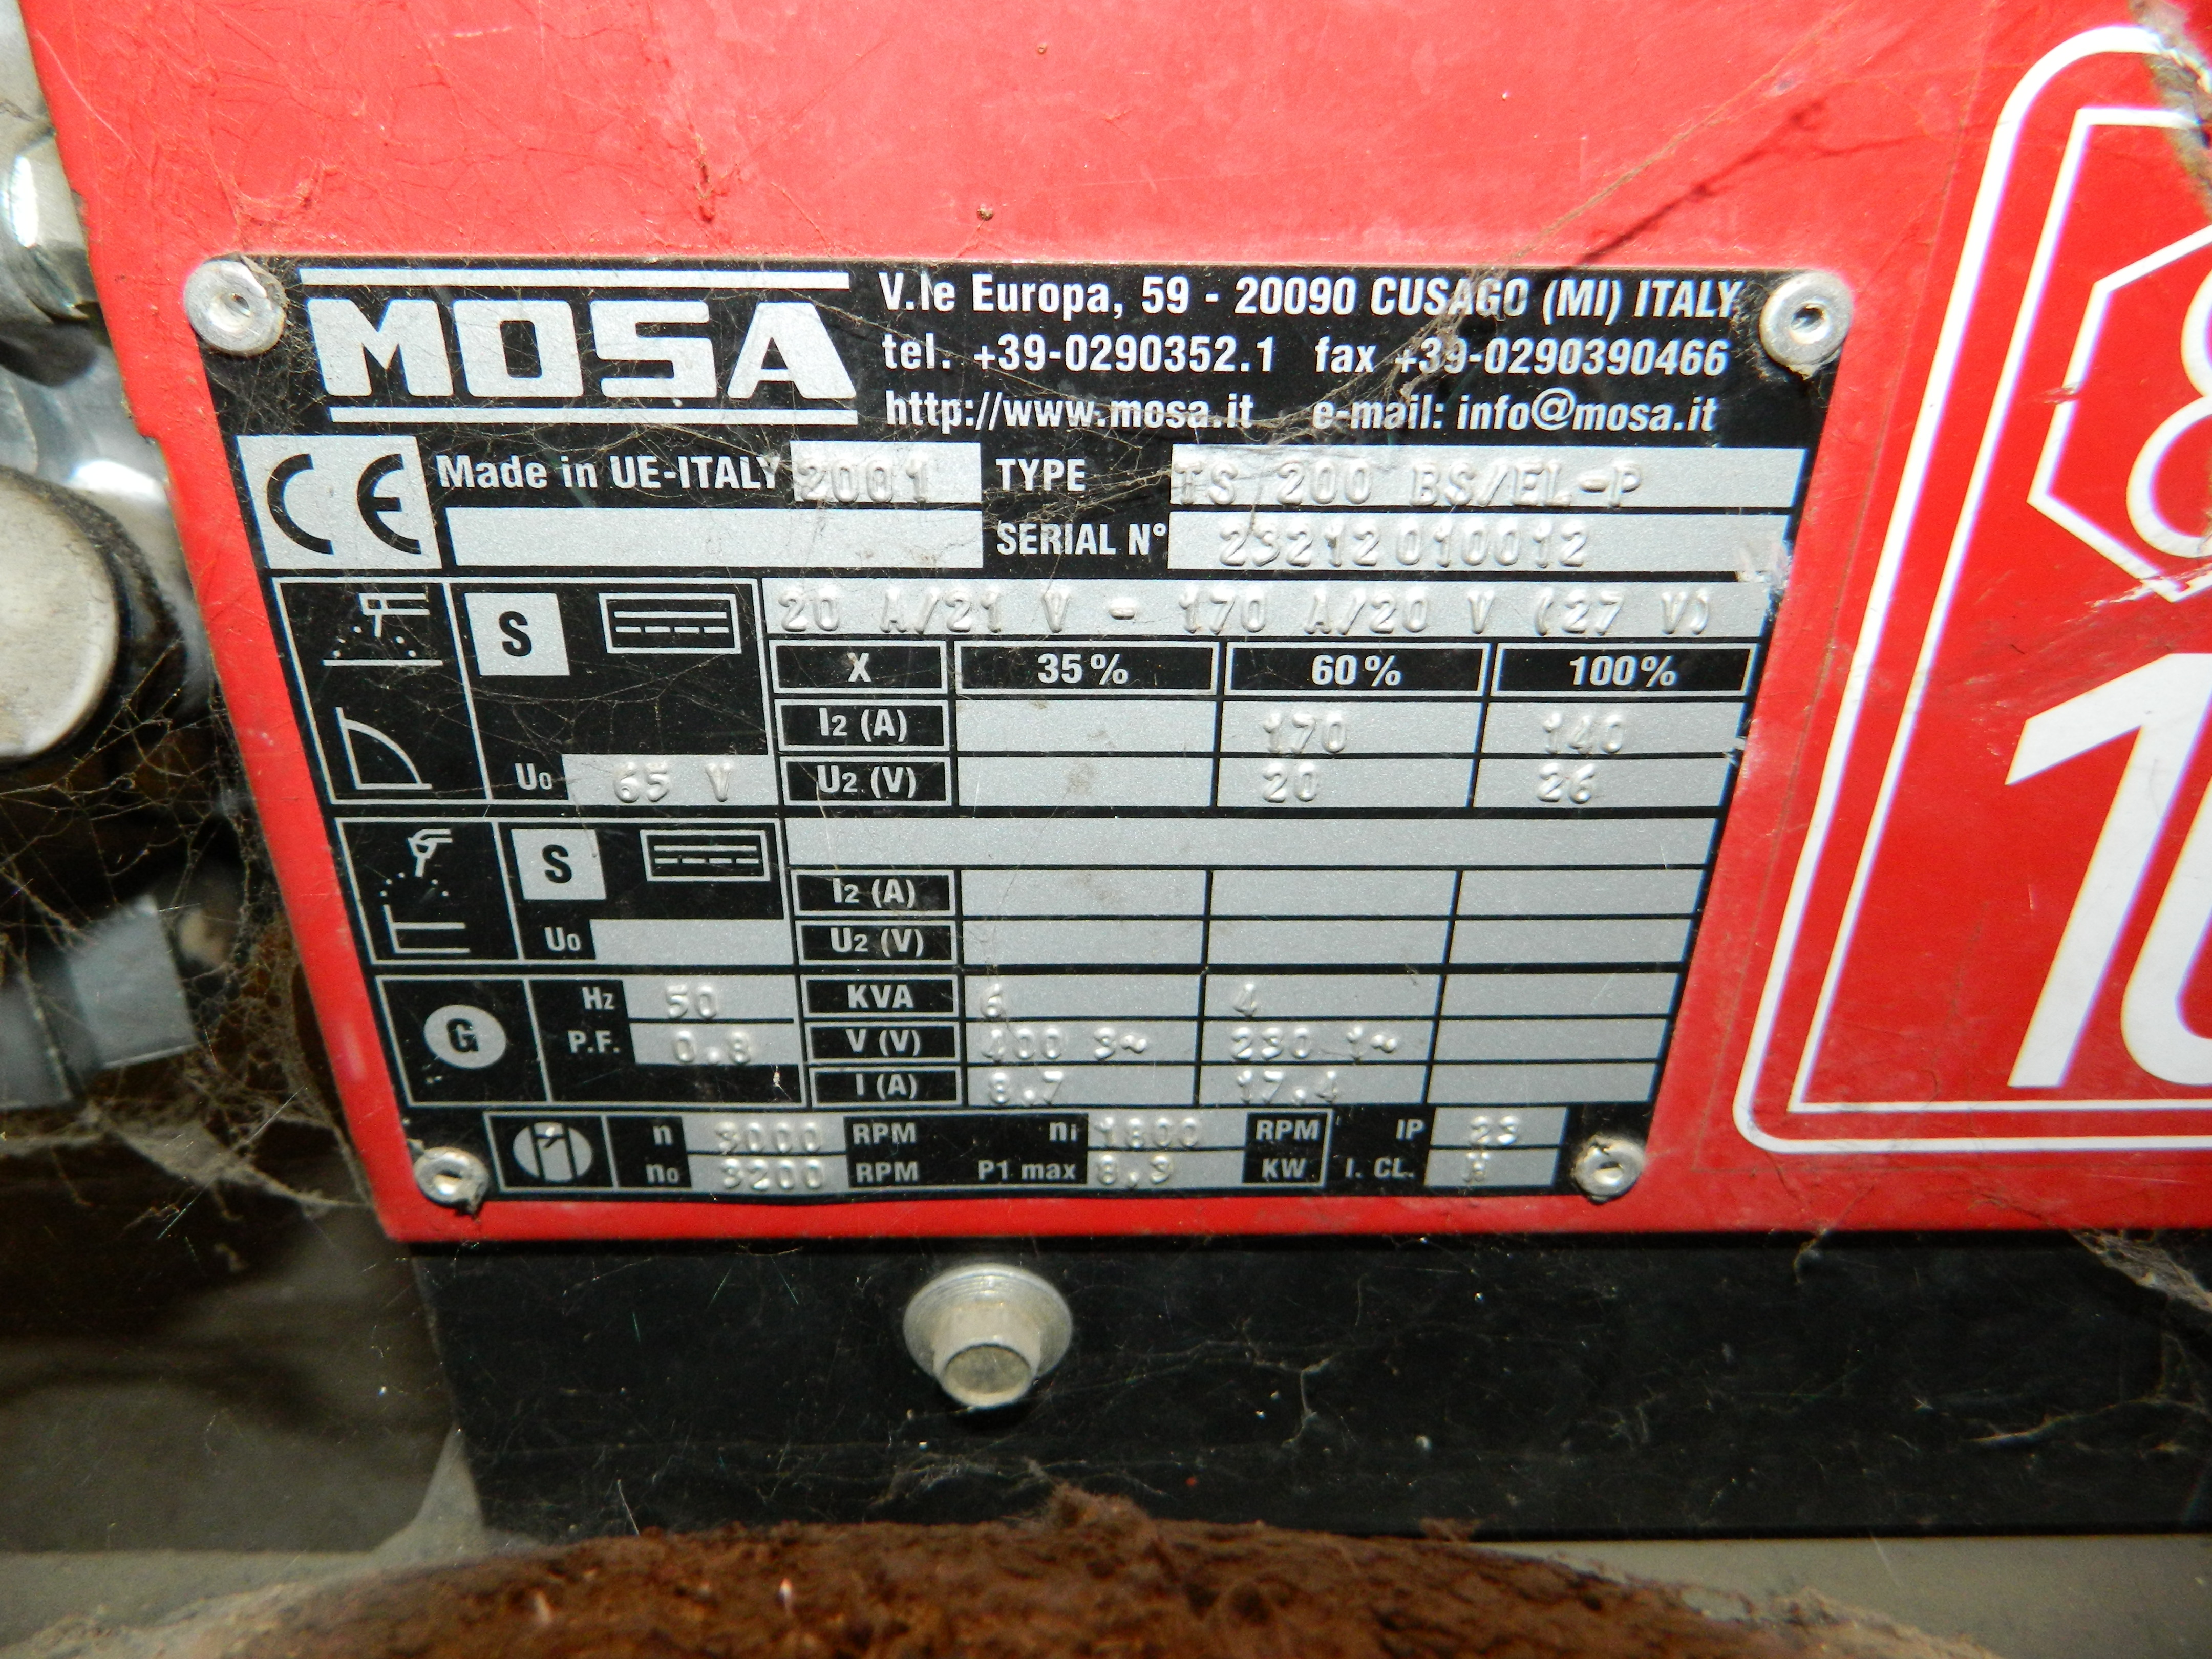 MOSA
V.le Europa, 59 - 20090 CUSAGO (MI) ITALY
tel. +39-0290352.1 fax +39-0290390466
http://www.mosa.it e-mail: info@mosa.it
CE Made in UE-ITALY 2001 TYPE TS 200 BS/EL-P
SERIAL N° 23212010012
S 20 A/21 V - 170 A/20 V (27 V)
X 35% 60% 100%
I2 (A) 170 140
U0 65 V U2 (V) 20 26
S
I2 (A)
U0 U2 (V)
G Hz 50 KVA 6 4
P.F. 0.8 V (V) 400 3~ 230 1~
I (A) 8.7 17.4
n 3000 RPM n1 1800 RPM IP 23
n0 3200 RPM P1 max 8,9 KW I. CL. H
8
10